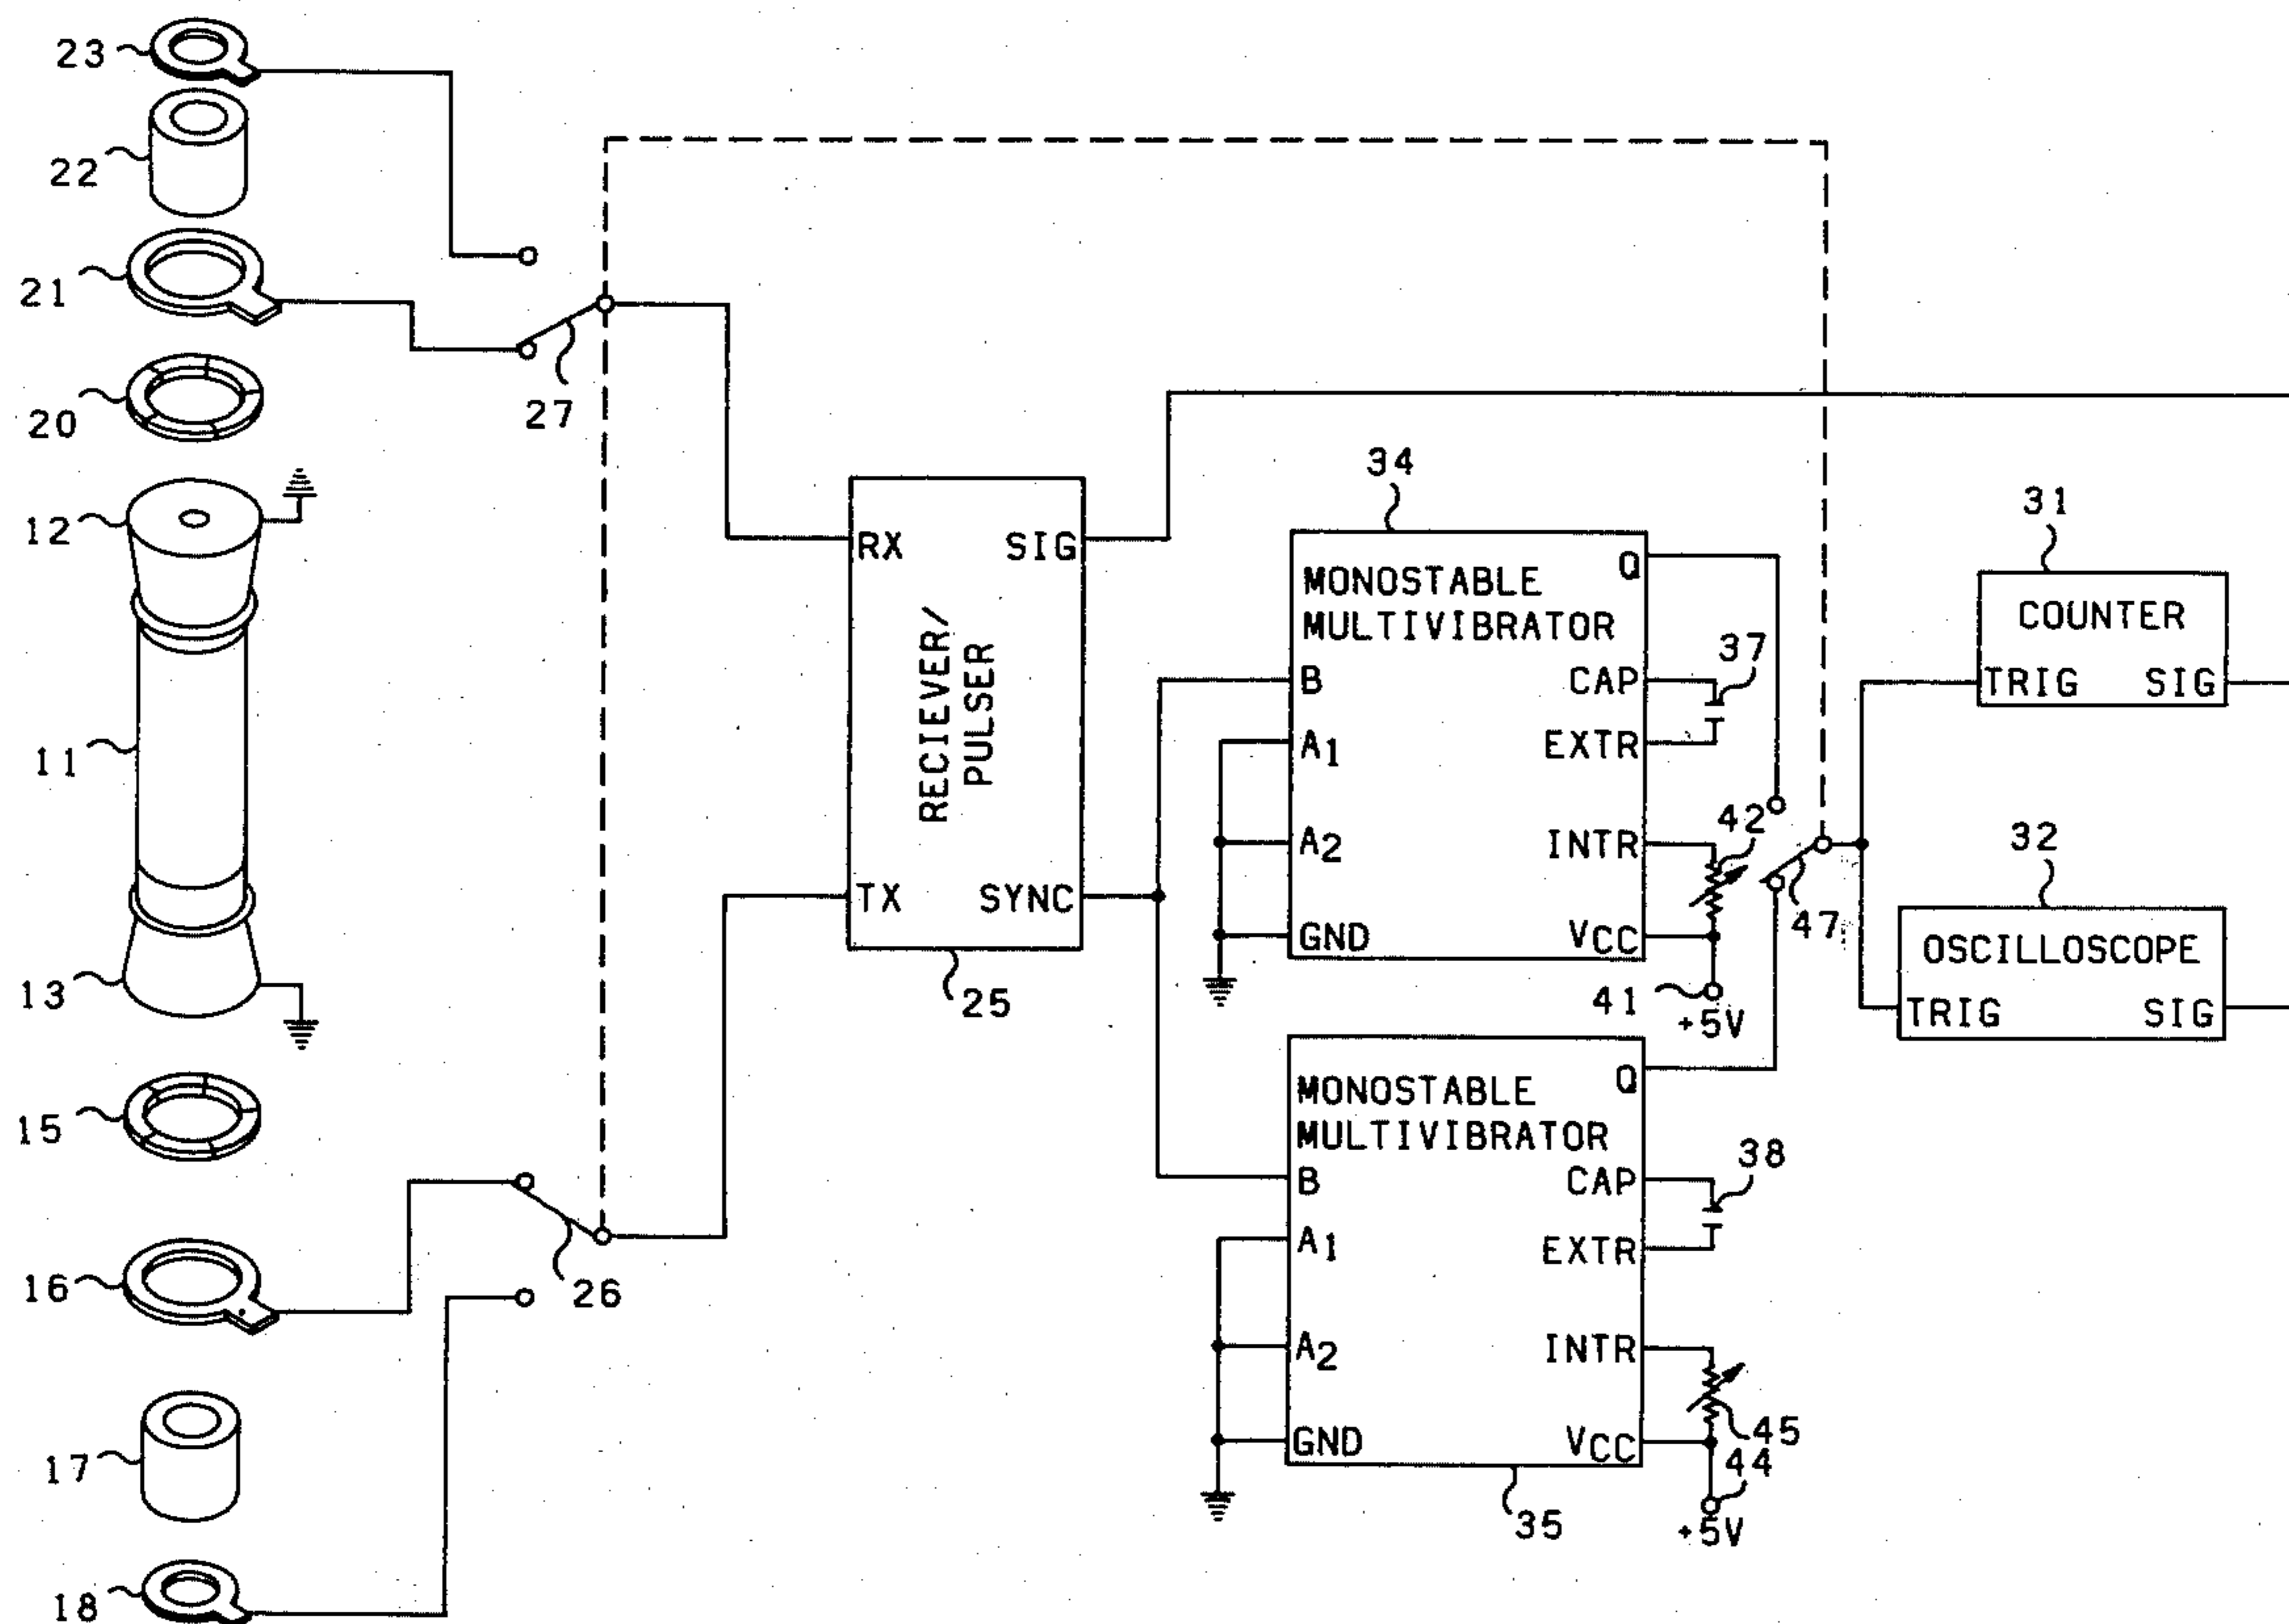 23
22
21
20
12
11
13
15
16
17
18
27
26
RX
SIG
RECIEVER/
PULSER
TX
SYNC
25
34
MONOSTABLE
MULTIVIBRATOR
Q
B
CAP
37
A1
EXTR
A2
INTR
42
GND
VCC
47
41
+5V
MONOSTABLE
MULTIVIBRATOR
Q
B
CAP
38
A1
EXTR
A2
INTR
45
GND
VCC
44
+5V
35
31
COUNTER
TRIG SIG
32
OSCILLOSCOPE
TRIG SIG